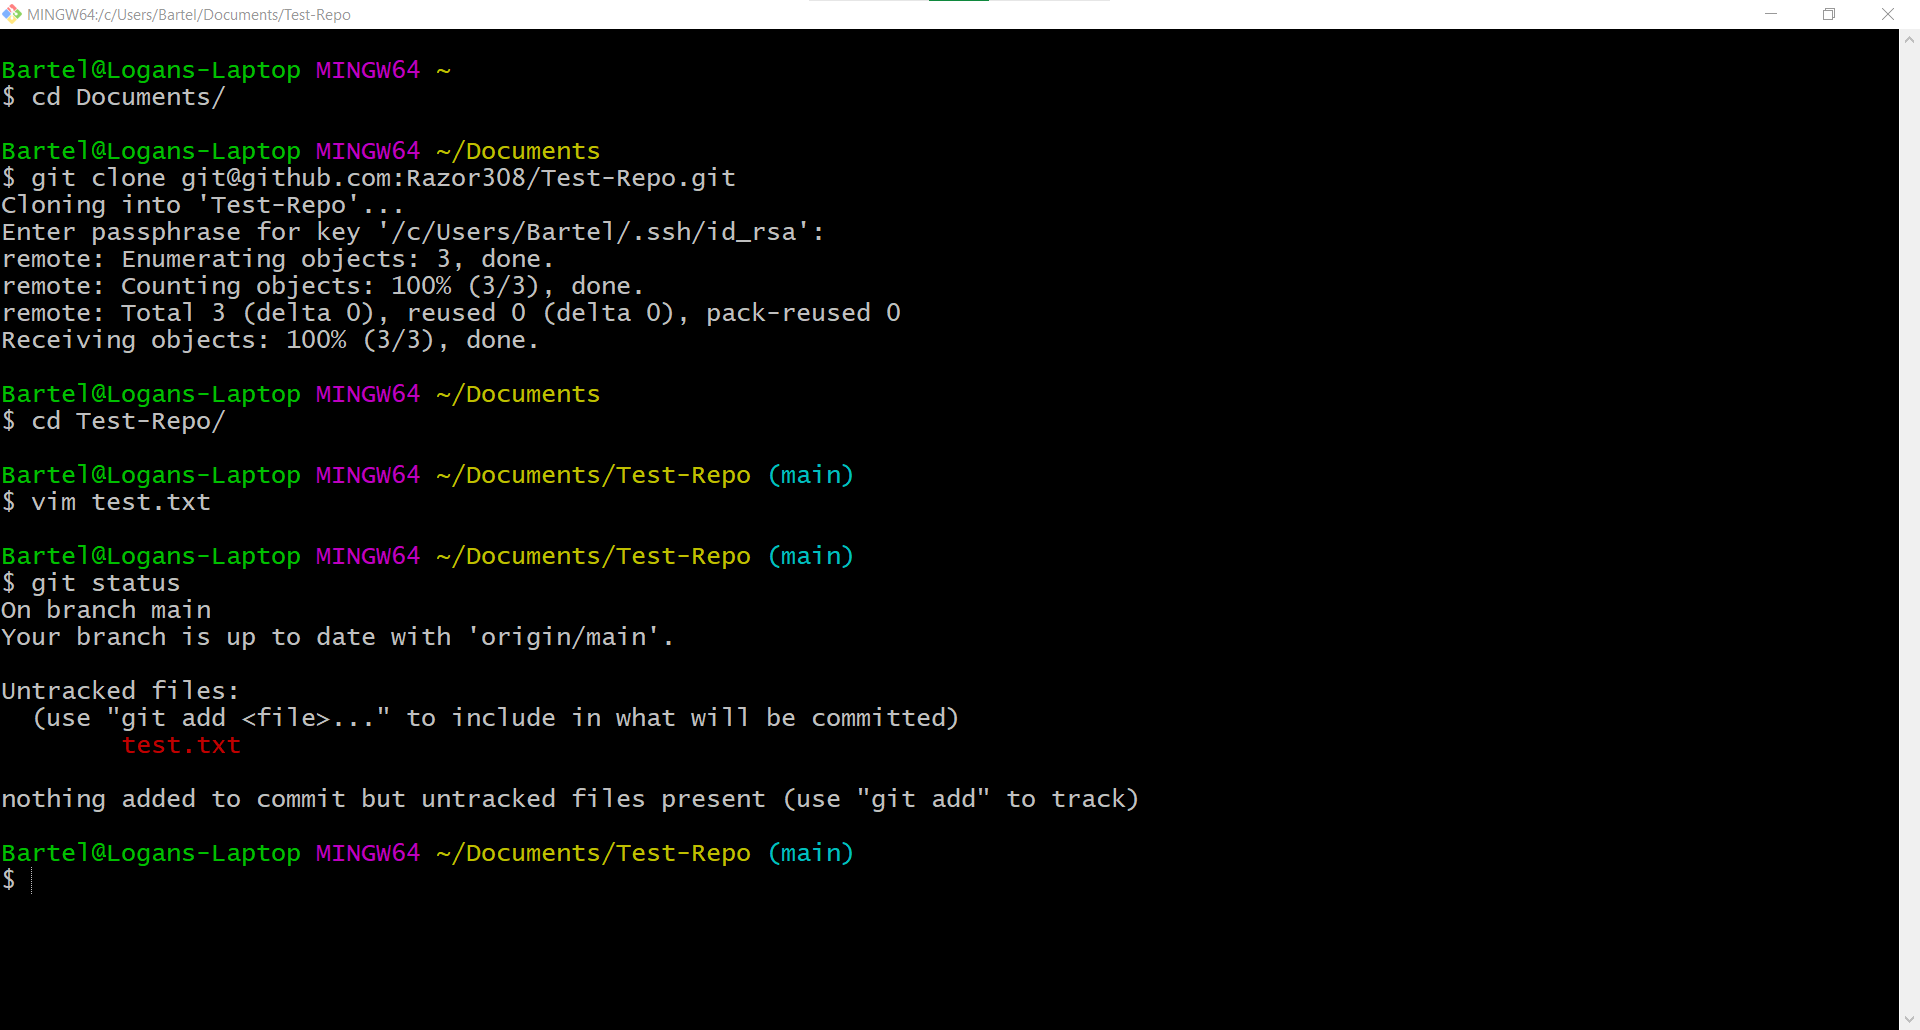 MINGW64:/c/Users/Bartel/Documents/Test-Repo
Bartel@Logans-Laptop MINGW64 ~
$ cd Documents/
Bartel@Logans-Laptop MINGW64 ~/Documents
$ git clone git@github.com:Razor308/Test-Repo.git
Cloning into 'Test-Repo'...
Enter passphrase for key '/c/Users/Bartel/.ssh/id_rsa':
remote: Enumerating objects: 3, done.
remote: Counting objects: 100% (3/3), done.
remote: Total 3 (delta 0), reused 0 (delta 0), pack-reused 0
Receiving objects: 100% (3/3), done.
Bartel@Logans-Laptop MINGW64 ~/Documents
$ cd Test-Repo/
Bartel@Logans-Laptop MINGW64 ~/Documents/Test-Repo (main)
$ vim test.txt
Bartel@Logans-Laptop MINGW64 ~/Documents/Test-Repo (main)
$ git status
On branch main
Your branch is up to date with 'origin/main'.
Untracked files:
  (use "git add <file>..." to include in what will be committed)
        test.txt
nothing added to commit but untracked files present (use "git add" to track)
Bartel@Logans-Laptop MINGW64 ~/Documents/Test-Repo (main)
$